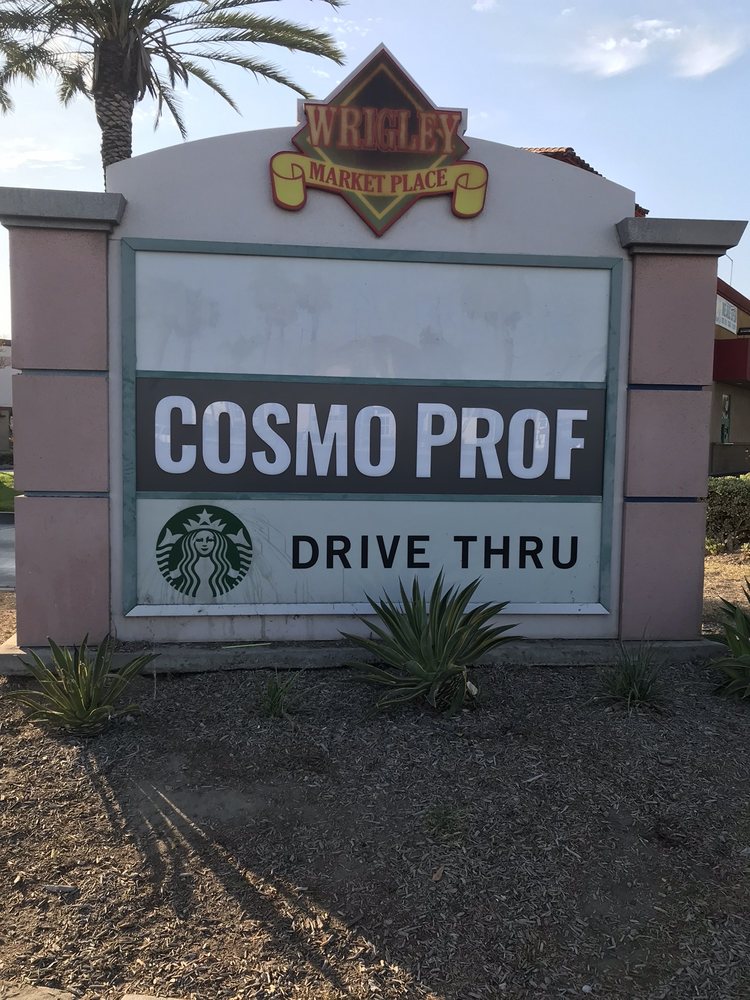 WRIGLEY
MARKET PLACE
COSMO PROF
DRIVE THRU